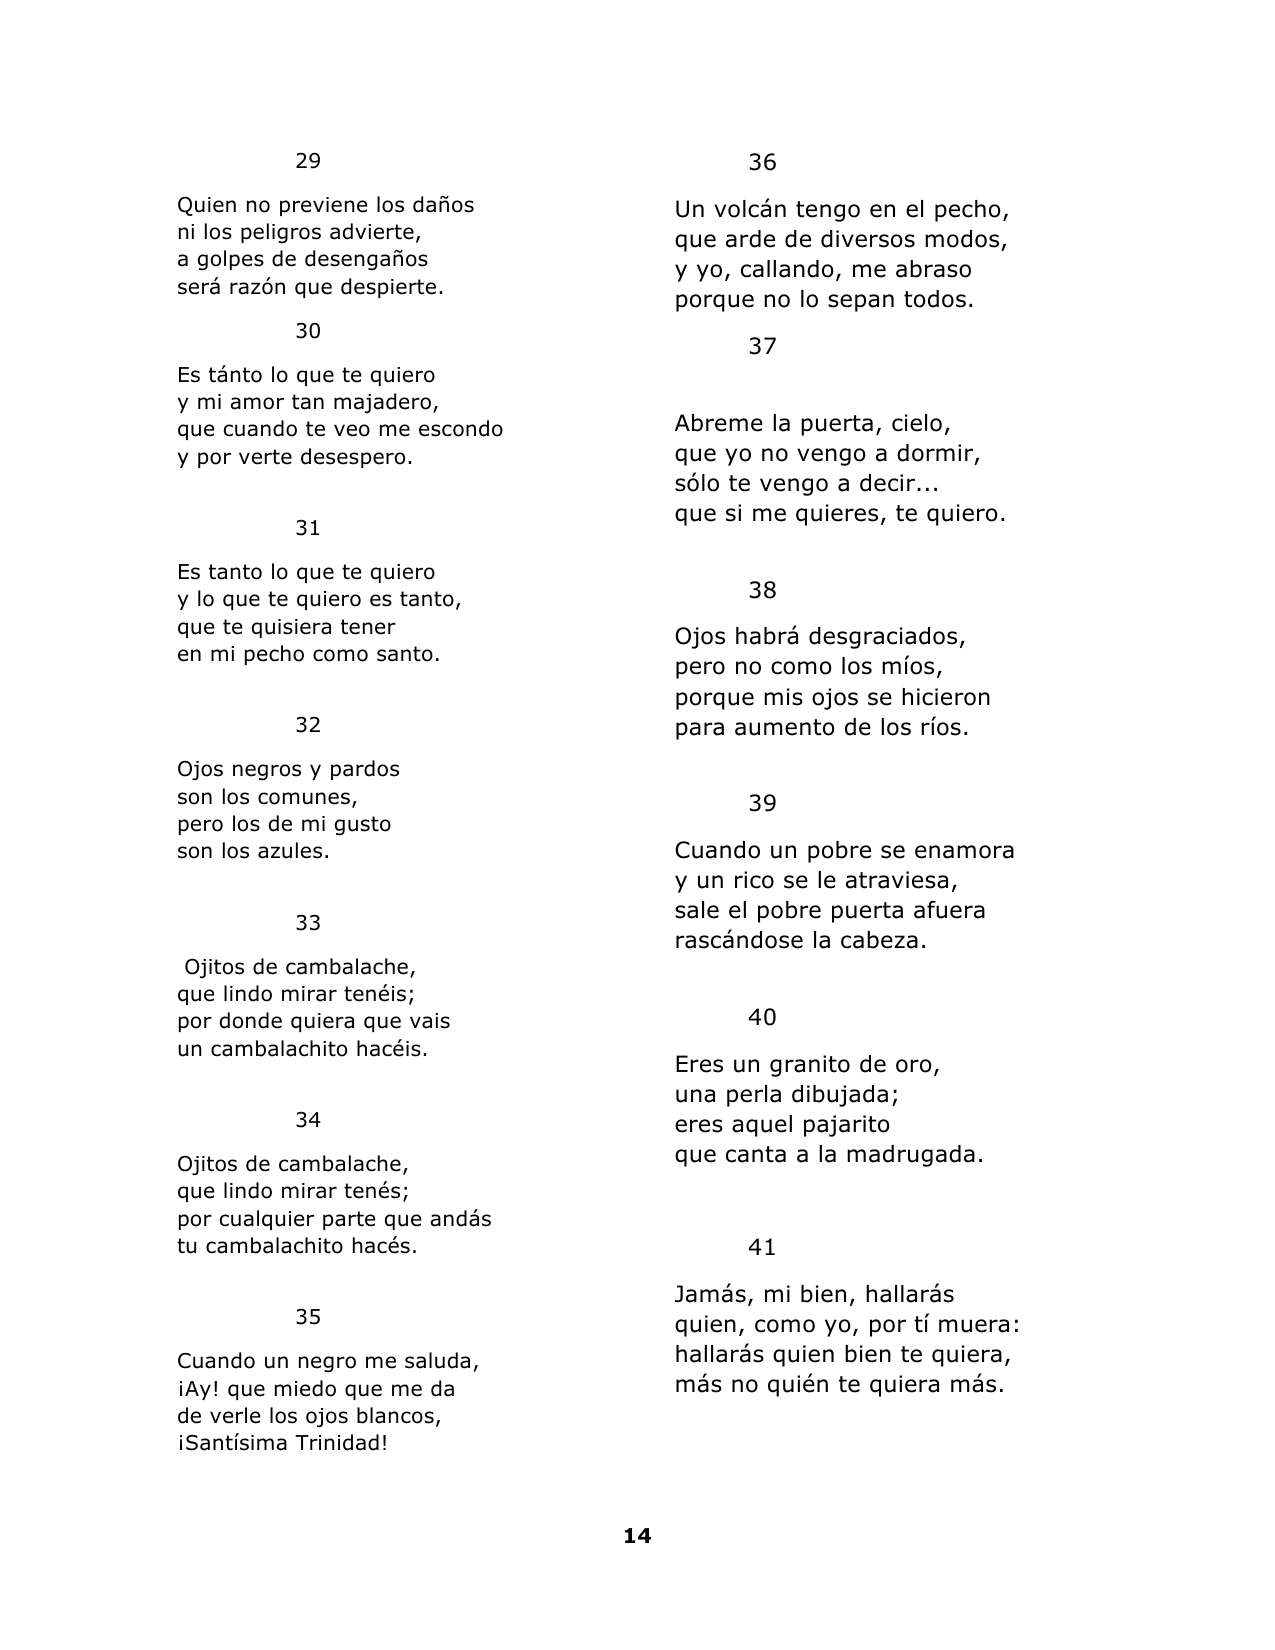 29
Quien no previene los daños
ni los peligros advierte,
a golpes de desengaños
será razón que despierte.
30
Es tánto lo que te quiero
y mi amor tan majadero,
que cuando te veo me escondo
y por verte desespero.
31
Es tanto lo que te quiero
y lo que te quiero es tanto,
que te quisiera tener
en mi pecho como santo.
32
Ojos negros y pardos
son los comunes,
pero los de mi gusto
son los azules.
33
Ojitos de cambalache,
que lindo mirar tenéis;
por donde quiera que vais
un cambalachito hacéis.
34
Ojitos de cambalache,
que lindo mirar tenés;
por cualquier parte que andás
tu cambalachito hacés.
35
Cuando un negro me saluda,
¡Ay! que miedo que me da
de verle los ojos blancos,
¡Santísima Trinidad!
36
Un volcán tengo en el pecho,
que arde de diversos modos,
y yo, callando, me abraso
porque no lo sepan todos.
37
Abreme la puerta, cielo,
que yo no vengo a dormir,
sólo te vengo a decir...
que si me quieres, te quiero.
38
Ojos habrá desgraciados,
pero no como los míos,
porque mis ojos se hicieron
para aumento de los ríos.
39
Cuando un pobre se enamora
y un rico se le atraviesa,
sale el pobre puerta afuera
rascándose la cabeza.
40
Eres un granito de oro,
una perla dibujada;
eres aquel pajarito
que canta a la madrugada.
41
Jamás, mi bien, hallarás
quien, como yo, por tí muera:
hallarás quien bien te quiera,
más no quién te quiera más.
14